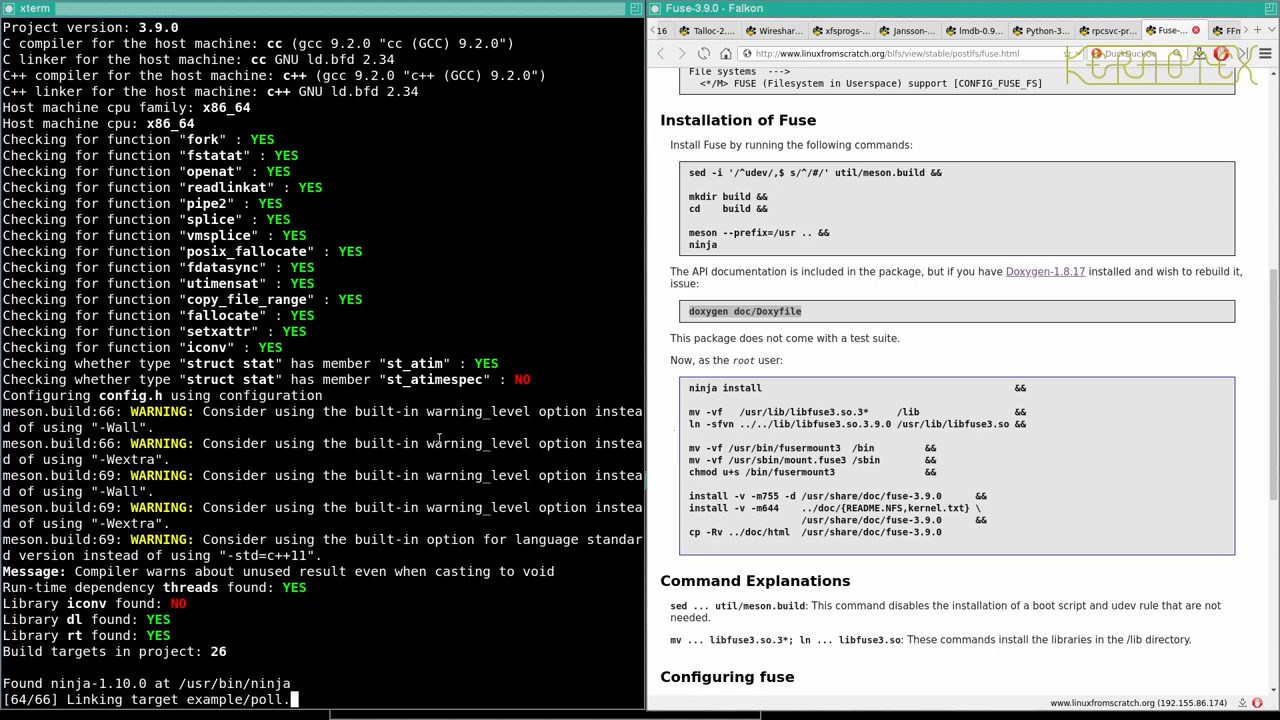 xterm
Project version: 3.9.0
C compiler for the host machine: cc (gcc 9.2.0 "cc (GCC) 9.2.0")
C linker for the host machine: cc GNU ld.bfd 2.34
C++ compiler for the host machine: c++ (gcc 9.2.0 "c++ (GCC) 9.2.0")
C++ linker for the host machine: c++ GNU ld.bfd 2.34
Host machine cpu family: x86_64
Host machine cpu: x86_64
Checking for function "fork" : YES
Checking for function "fstatat" : YES
Checking for function "openat" : YES
Checking for function "readlinkat" : YES
Checking for function "pipe2" : YES
Checking for function "splice" : YES
Checking for function "vmsplice" : YES
Checking for function "posix_fallocate" : YES
Checking for function "fdatasync" : YES
Checking for function "utimensat" : YES
Checking for function "copy_file_range" : YES
Checking for function "fallocate" : YES
Checking for function "setxattr" : YES
Checking for function "iconv" : YES
Checking whether type "struct stat" has member "st_atim" : YES
Checking whether type "struct stat" has member "st_atimespec" : NO
Configuring config.h using configuration
meson.build:66: WARNING: Consider using the built-in warning_level option instea
d of using "-Wall".
meson.build:66: WARNING: Consider using the built-in warning_level option instea
d of using "-Wextra".
meson.build:69: WARNING: Consider using the built-in warning_level option instea
d of using "-Wall".
meson.build:69: WARNING: Consider using the built-in warning_level option instea
d of using "-Wextra".
meson.build:69: WARNING: Consider using the built-in option for language standar
d version instead of using "-std=c++11".
Message: Compiler warns about unused result even when casting to void
Run-time dependency threads found: YES
Library iconv found: NO
Library dl found: YES
Library rt found: YES
Build targets in project: 26
Found ninja-1.10.0 at /usr/bin/ninja
[64/66] Linking target example/poll.
Fuse-3.9.0 - Falkon
16 Talloc-2.... Wireshar... xfsprogs-... Jansson-... lmdb-0.9... Python-3... rpcsvc-pr... Fuse-... FFm
http://www.linuxfromscratch.org/blfs/view/stable/postlfs/fuse.html DuckDuckGo
KERNOTEX
File systems --->
<*/M> FUSE (Filesystem in Userspace) support [CONFIG_FUSE_FS]
Installation of Fuse
Install Fuse by running the following commands:
sed -i '/^udev/,$ s/^/#/' util/meson.build &&
mkdir build &&
cd build &&
meson --prefix=/usr .. &&
ninja
The API documentation is included in the package, but if you have Doxygen-1.8.17 installed and wish to rebuild it,
issue:
doxygen doc/Doxyfile
This package does not come with a test suite.
Now, as the root user:
ninja install &&
mv -vf /usr/lib/libfuse3.so.3* /lib &&
ln -sfvn ../../lib/libfuse3.so.3.9.0 /usr/lib/libfuse3.so &&
mv -vf /usr/bin/fusermount3 /bin &&
mv -vf /usr/sbin/mount.fuse3 /sbin &&
chmod u+s /bin/fusermount3 &&
install -v -m755 -d /usr/share/doc/fuse-3.9.0 &&
install -v -m644 ../doc/{README.NFS,kernel.txt} \
/usr/share/doc/fuse-3.9.0 &&
cp -Rv ../doc/html /usr/share/doc/fuse-3.9.0
Command Explanations
sed ... util/meson.build: This command disables the installation of a boot script and udev rule that are not
needed.
mv ... libfuse3.so.3*; ln ... libfuse3.so: These commands install the libraries in the /lib directory.
Configuring fuse
www.linuxfromscratch.org (192.155.86.174)